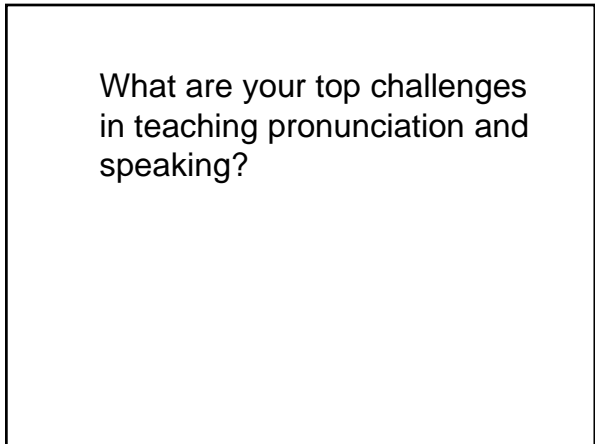 What are your top challenges
in teaching pronunciation and
speaking?